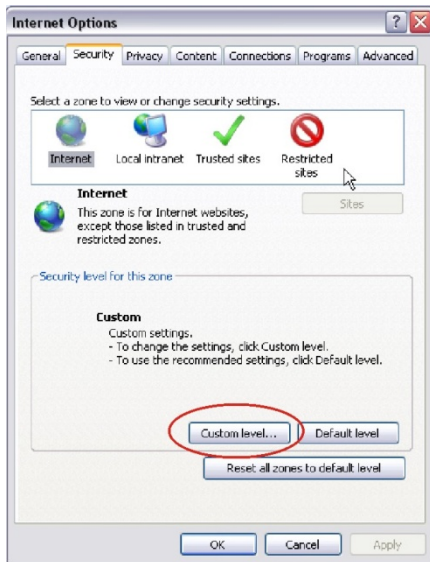 Internet Options
General Security Privacy Content Connections Programs Advanced
Select a zone to view or change security settings.
Internet Local intranet Trusted sites Restricted
sites
Sites
Internet
This zone is for Internet websites,
except those listed in trusted and
restricted zones.
Security level for this zone
Custom
Custom settings.
- To change the settings, click Custom level.
- To use the recommended settings, click Default level.
Custom level... Default level
Reset all zones to default level
OK Cancel Apply